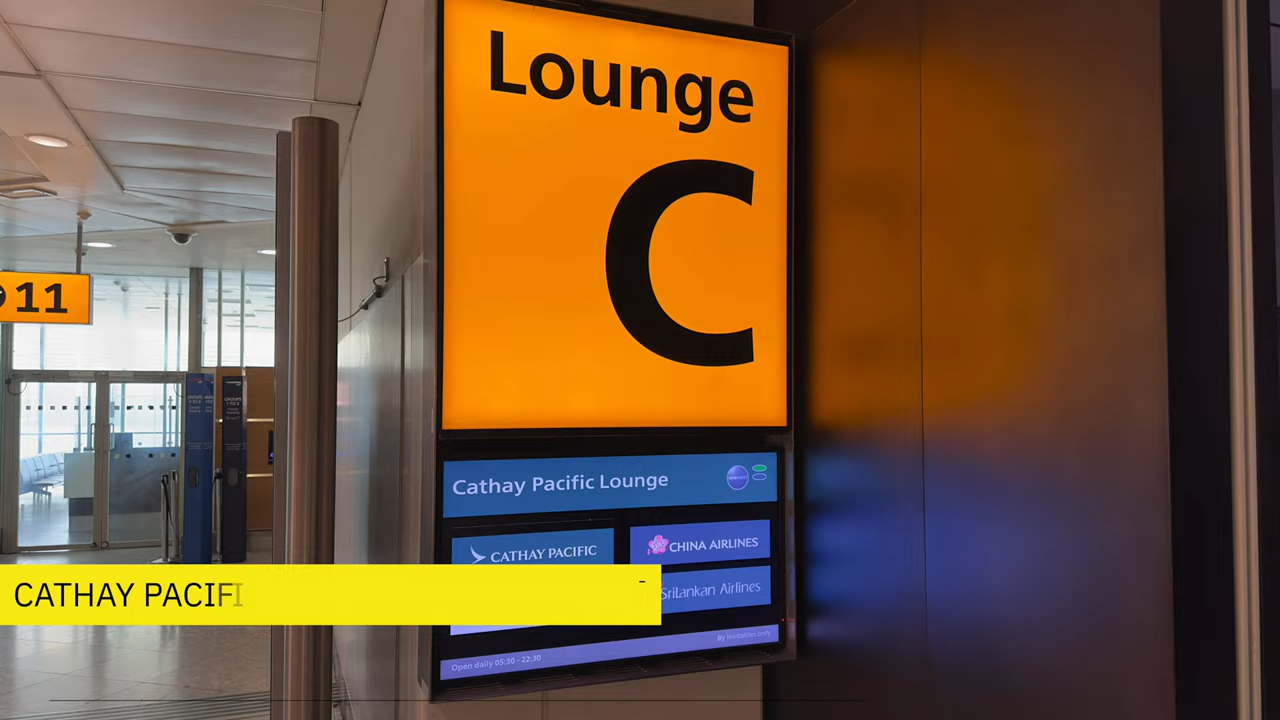 Lounge
C
11
Cathay Pacific Lounge
CATHAY PACIFIC
CHINA AIRLINES
SriLankan Airlines
CATHAY PACIFI
By invitation only
Open daily 05:30 - 22:30